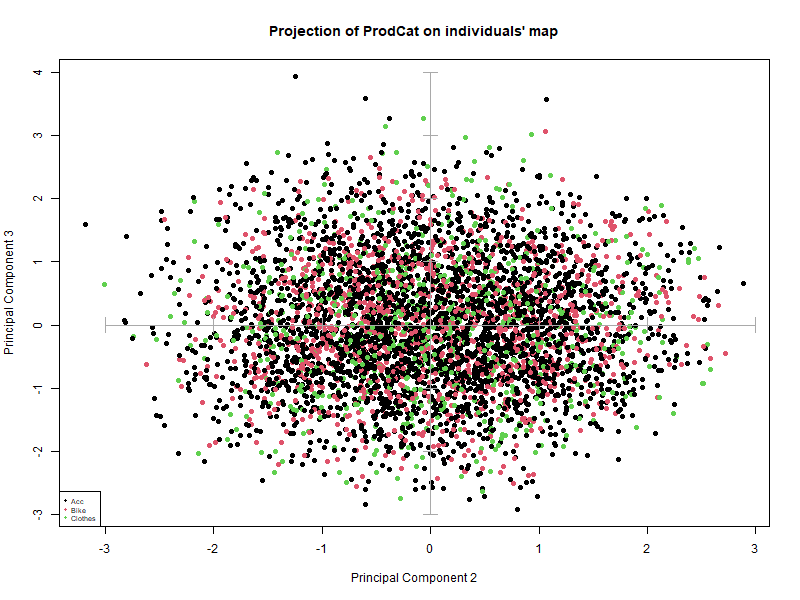 Projection of ProdCat on individuals' map
Principal Component 3
4
3
2
1
0
-1
-2
-3
Acc
Bike
Clothes
-3
-2
-1
0
1
2
3
Principal Component 2